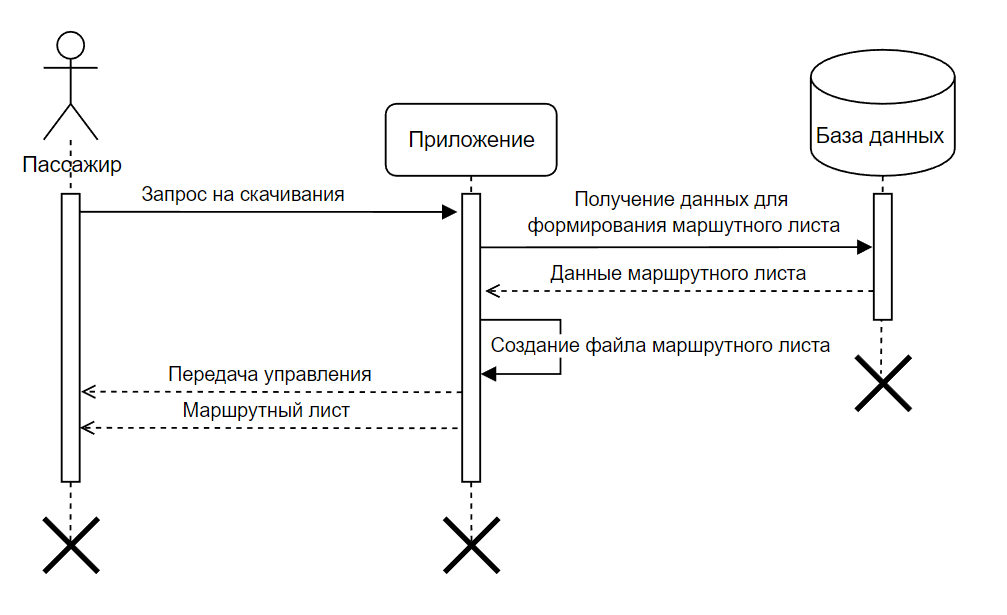 Пассажир
Приложение
База данных
Запрос на скачивания
Получение данных для
формирования маршутного листа
Данные маршрутного листа
Создание файла маршрутного листа
Передача управления
Маршрутный лист